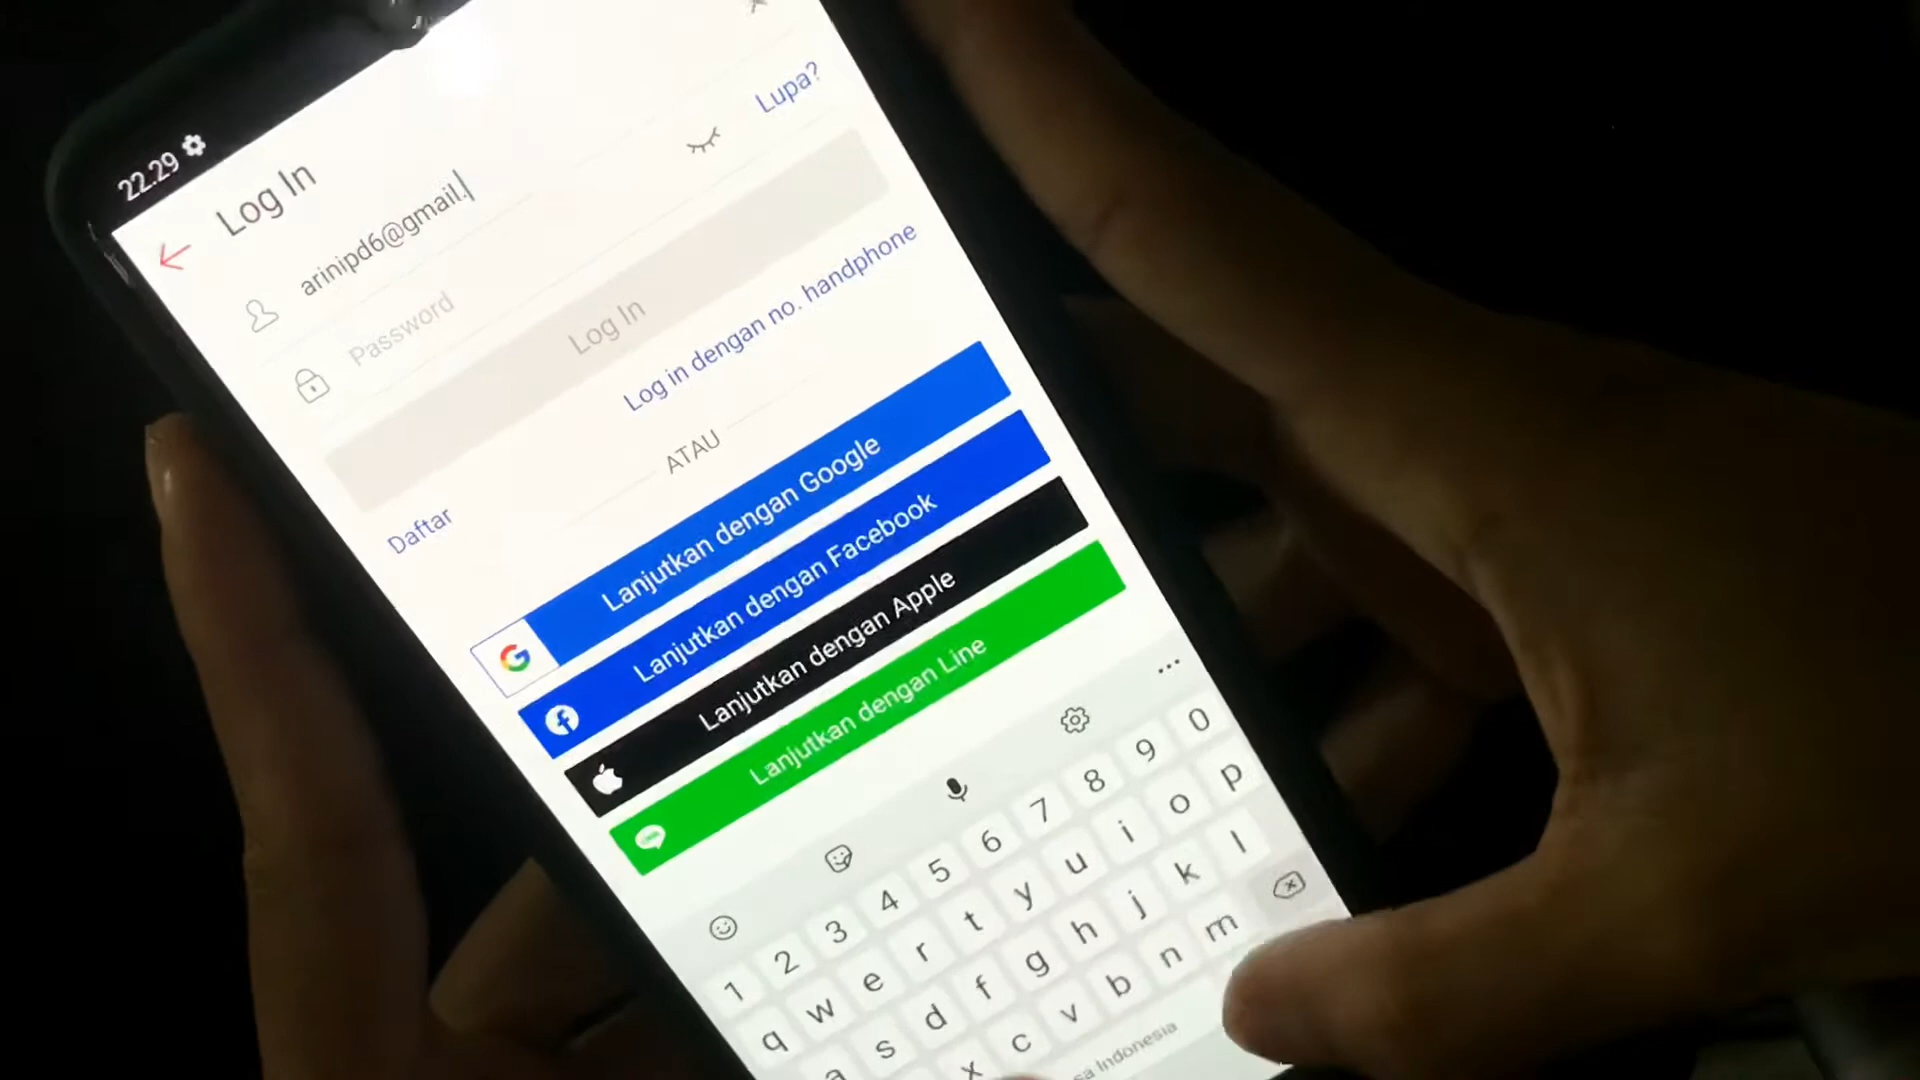 22.29
Log In
arinipd6@gmail.
Password
Lupa?
Log In
Daftar
Log in dengan no. handphone
ATAU
Lanjutkan dengan Google
Lanjutkan dengan Facebook
Lanjutkan dengan Apple
Lanjutkan dengan Line
1 2 3 4 5 6 7 8 9 0
q w e r t y u i o p
a s d f g h j k l
x c v b n m
Indonesia